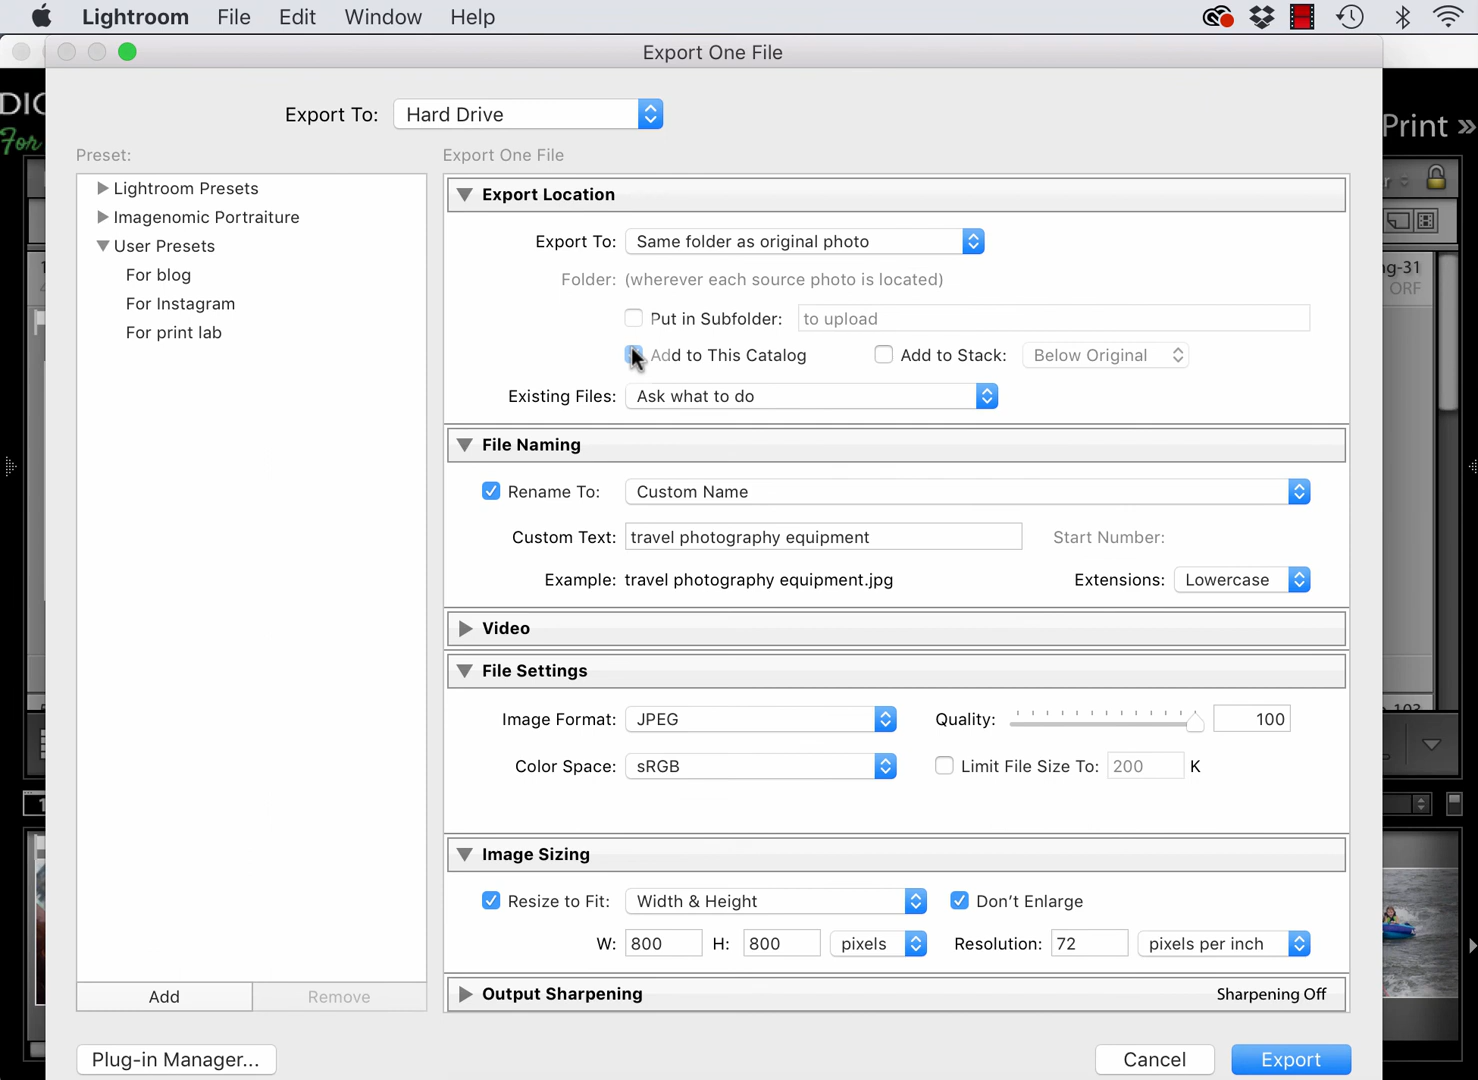 Lightroom File Edit Window Help
Export One File
DIG
For
Print »
Export To: Hard Drive
Preset:
Export One File
Lightroom Presets
Imagenomic Portraiture
User Presets
For blog
For Instagram
For print lab
Export Location
Export To: Same folder as original photo
Folder: (wherever each source photo is located)
Put in Subfolder: to upload
Add to This Catalog Add to Stack: Below Original
Existing Files: Ask what to do
ng-31
ORF
File Naming
Rename To: Custom Name
Custom Text: travel photography equipment Start Number:
Example: travel photography equipment.jpg Extensions: Lowercase
Video
File Settings
Image Format: JPEG Quality: 100
Color Space: sRGB Limit File Size To: 200 K
Image Sizing
Resize to Fit: Width & Height Don't Enlarge
W: 800 H: 800 pixels Resolution: 72 pixels per inch
Output Sharpening Sharpening Off
Add Remove
Plug-in Manager... Cancel Export